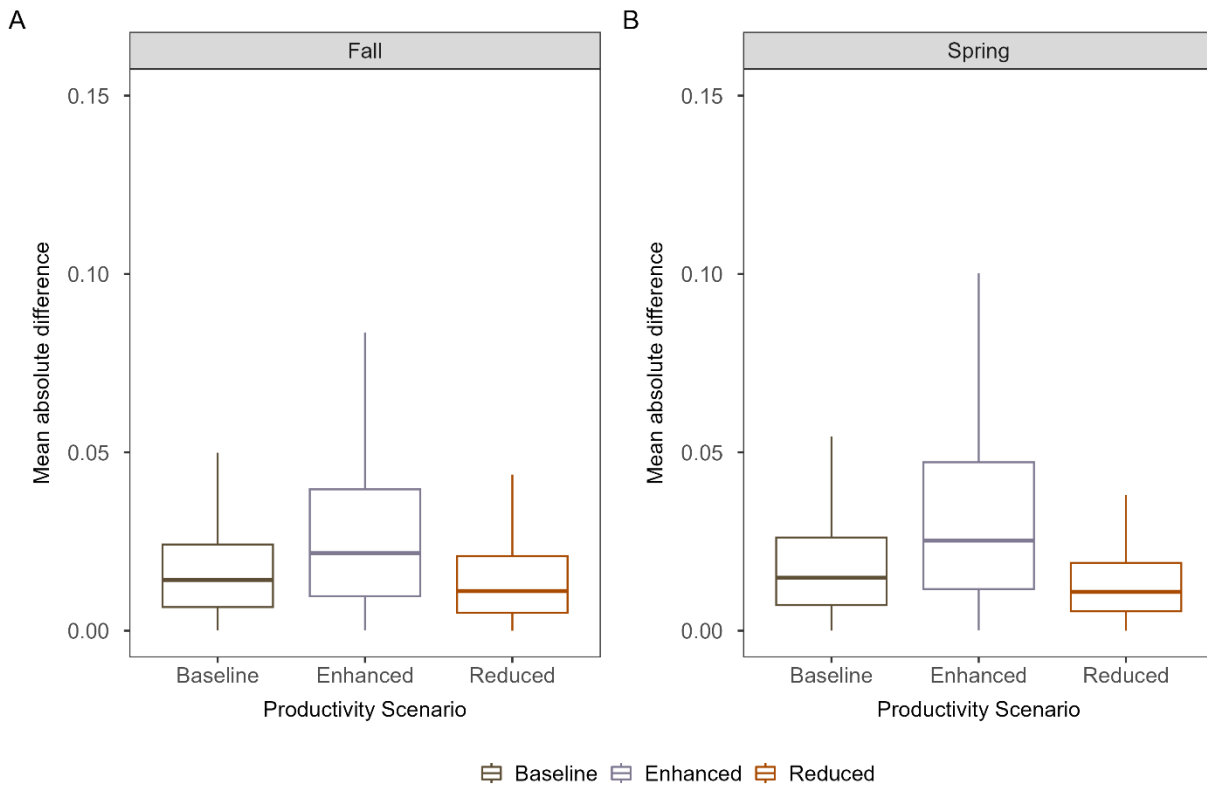 A
B
Fall
Spring
0.15
0.10
0.05
0.00
Mean absolute difference
Baseline Enhanced Reduced
Productivity Scenario
0.15
0.10
0.05
0.00
Mean absolute difference
Baseline Enhanced Reduced
Productivity Scenario
Baseline Enhanced Reduced